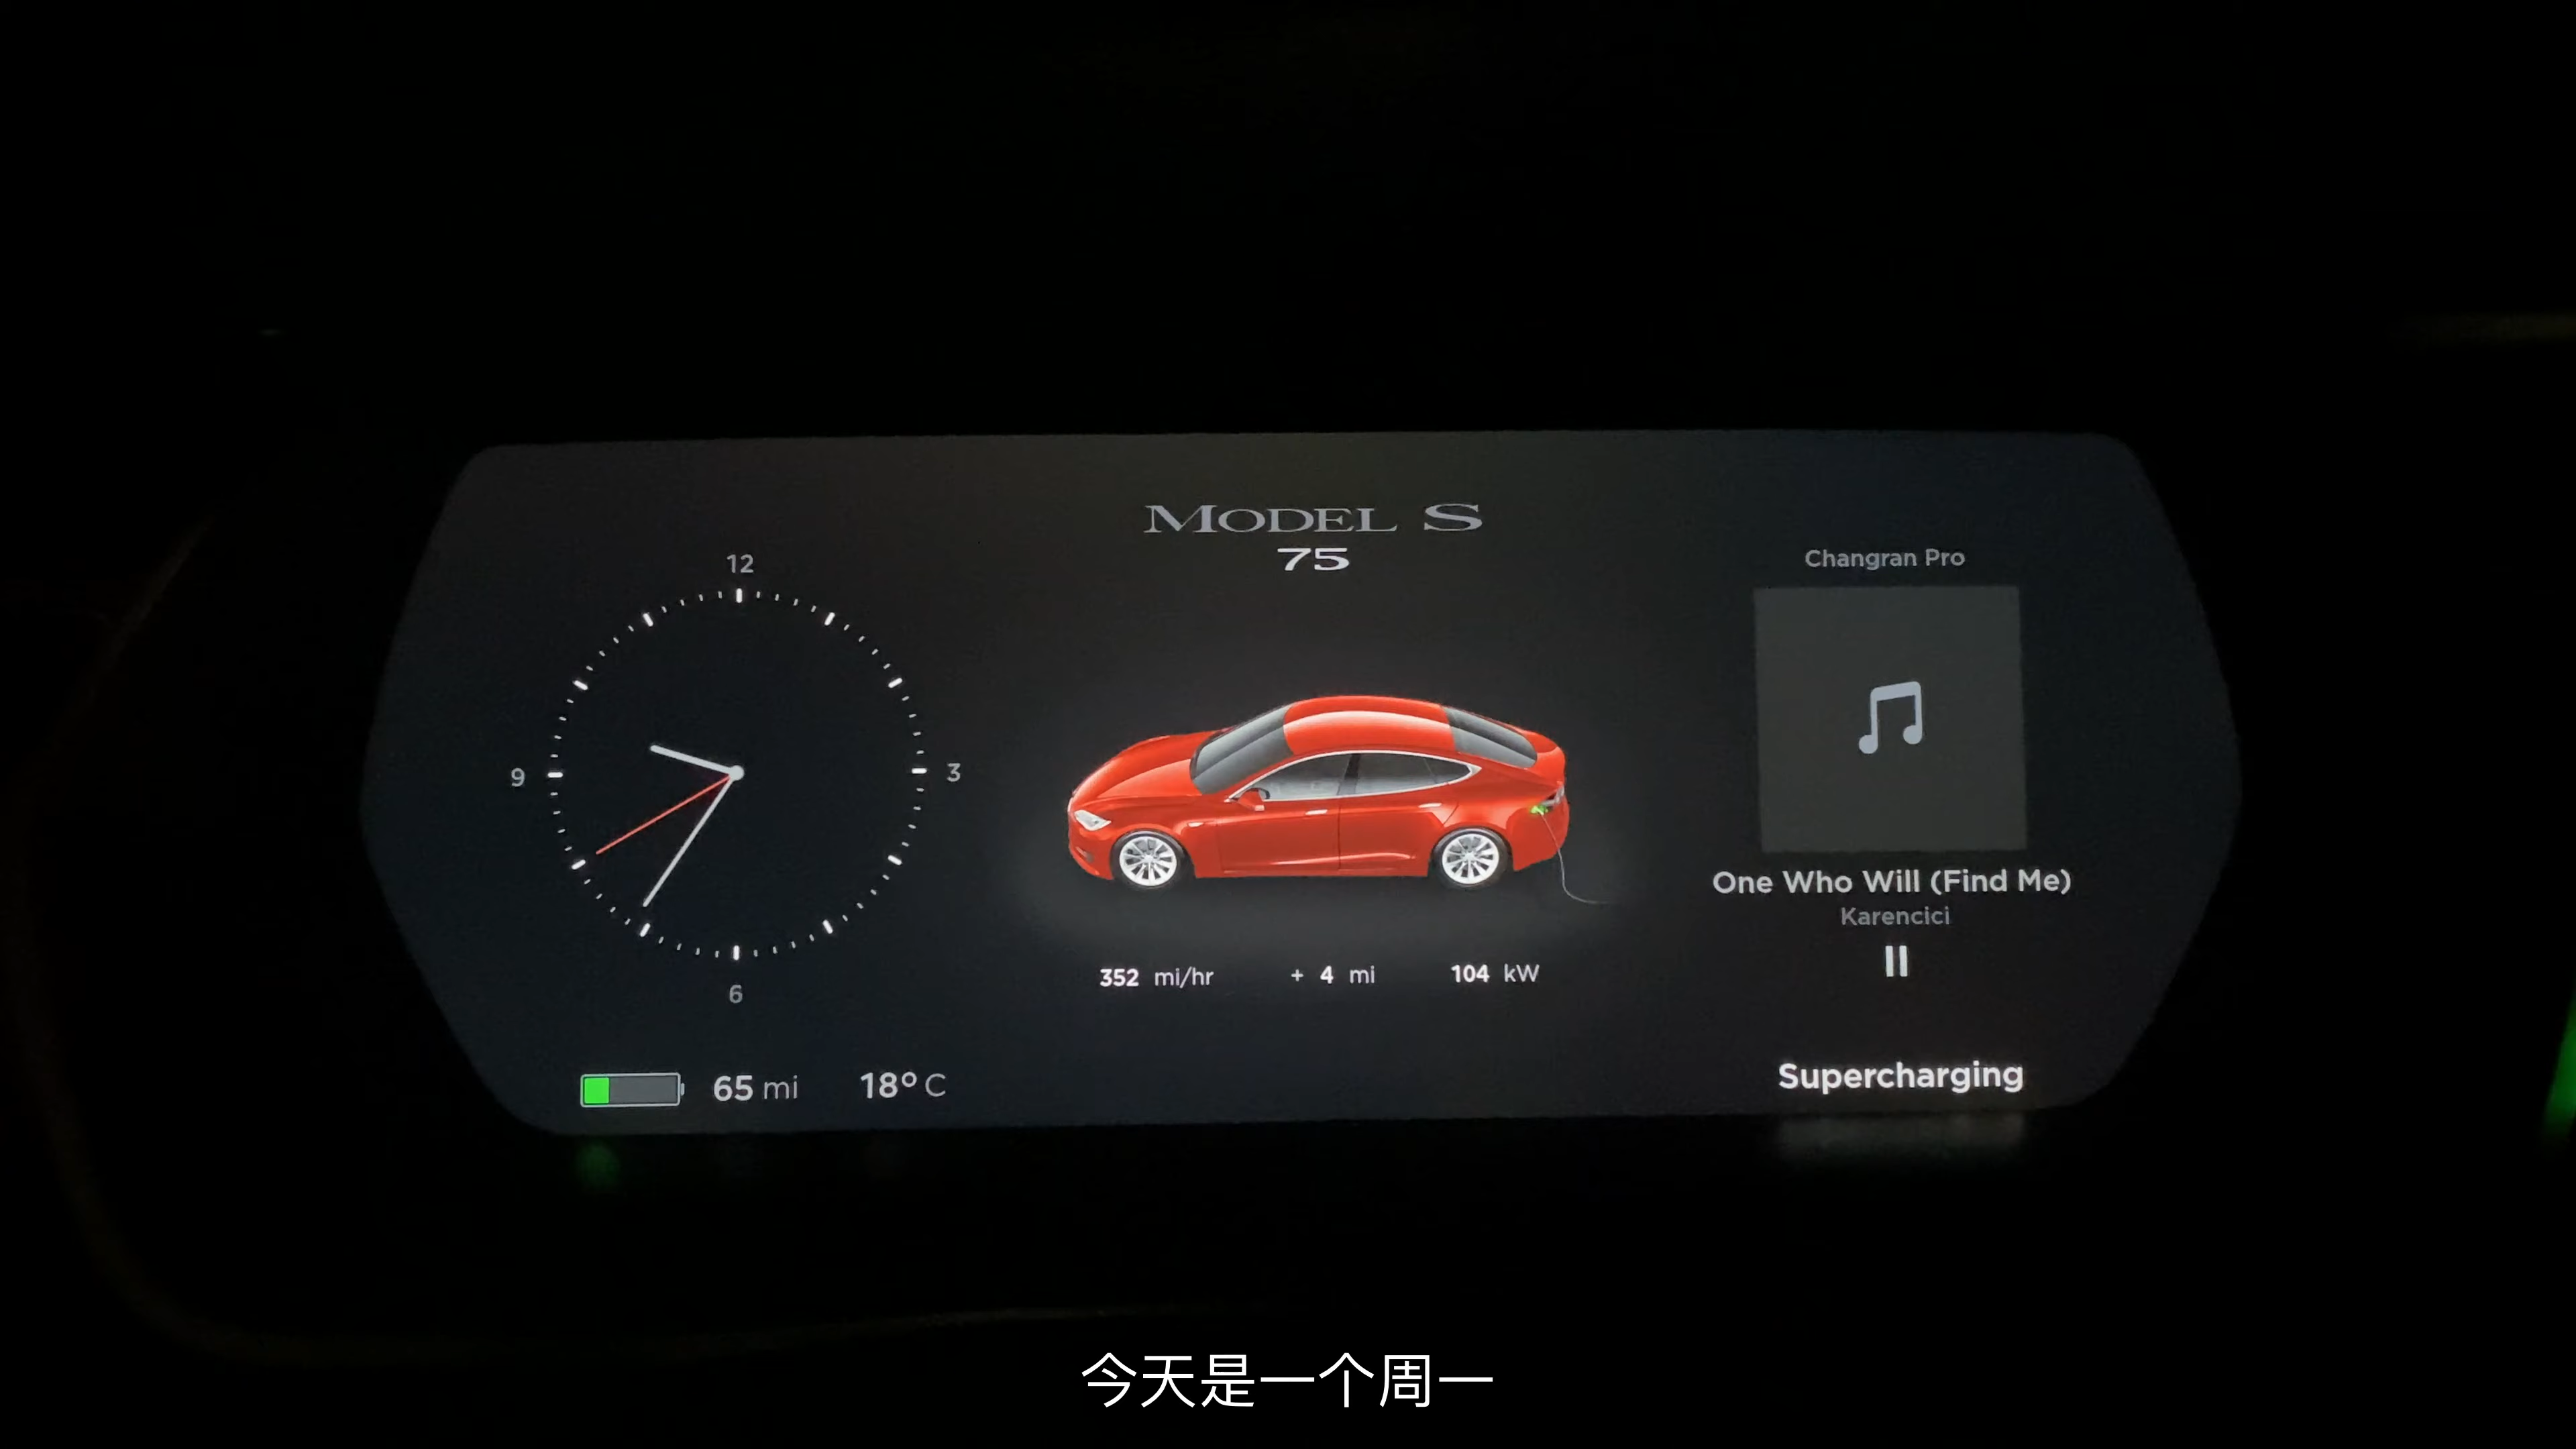 MODEL S
75
12
9
3
6
Changran Pro
One Who Will (Find Me)
Karencici
352 mi/hr + 4 mi 104 kW
65 mi 18° C
Supercharging
今天是一个周一